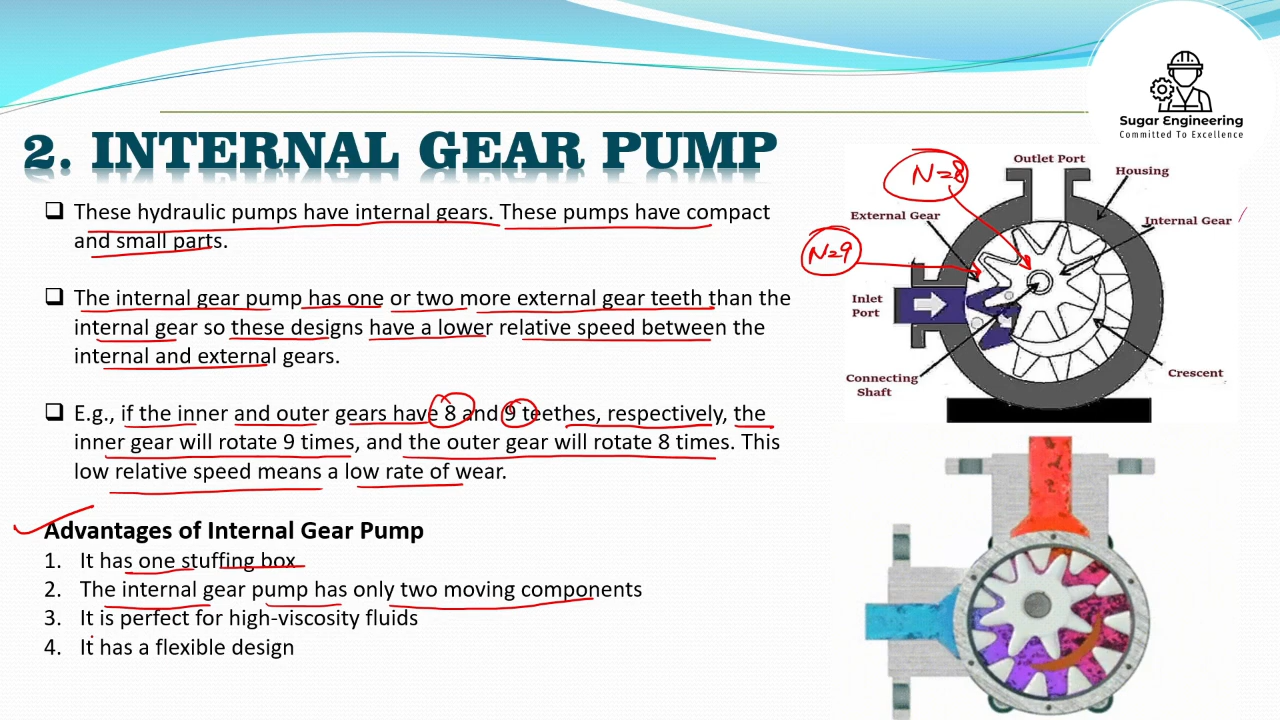 Sugar Engineering
Committed To Excellence
2. INTERNAL GEAR PUMP
These hydraulic pumps have internal gears. These pumps have compact
and small parts.
The internal gear pump has one or two more external gear teeth than the
internal gear so these designs have a lower relative speed between the
internal and external gears.
E.g., if the inner and outer gears have 8 and 9 teethes, respectively, the
inner gear will rotate 9 times, and the outer gear will rotate 8 times. This
low relative speed means a low rate of wear.
Advantages of Internal Gear Pump
1. It has one stuffing box
2. The internal gear pump has only two moving components
3. It is perfect for high-viscosity fluids
4. It has a flexible design
N=8
Outlet Port
Housing
External Gear
Internal Gear
N=9
Inlet
Port
Connecting
Shaft
Crescent